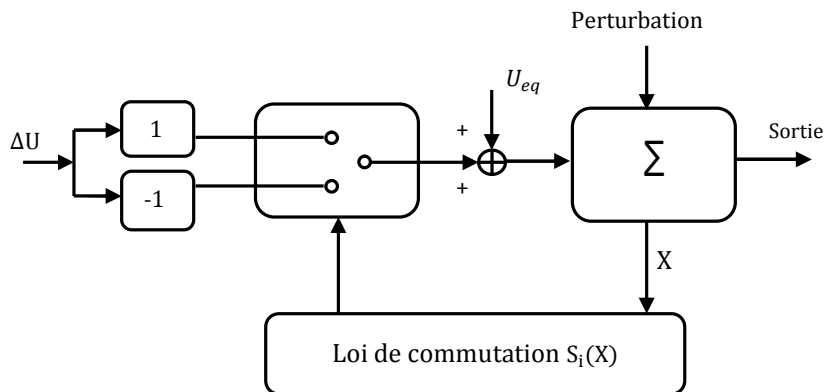 Perturbation
U_eq
ΔU
1
-1
+
+
Σ
Sortie
X
Loi de commutation S_i(X)